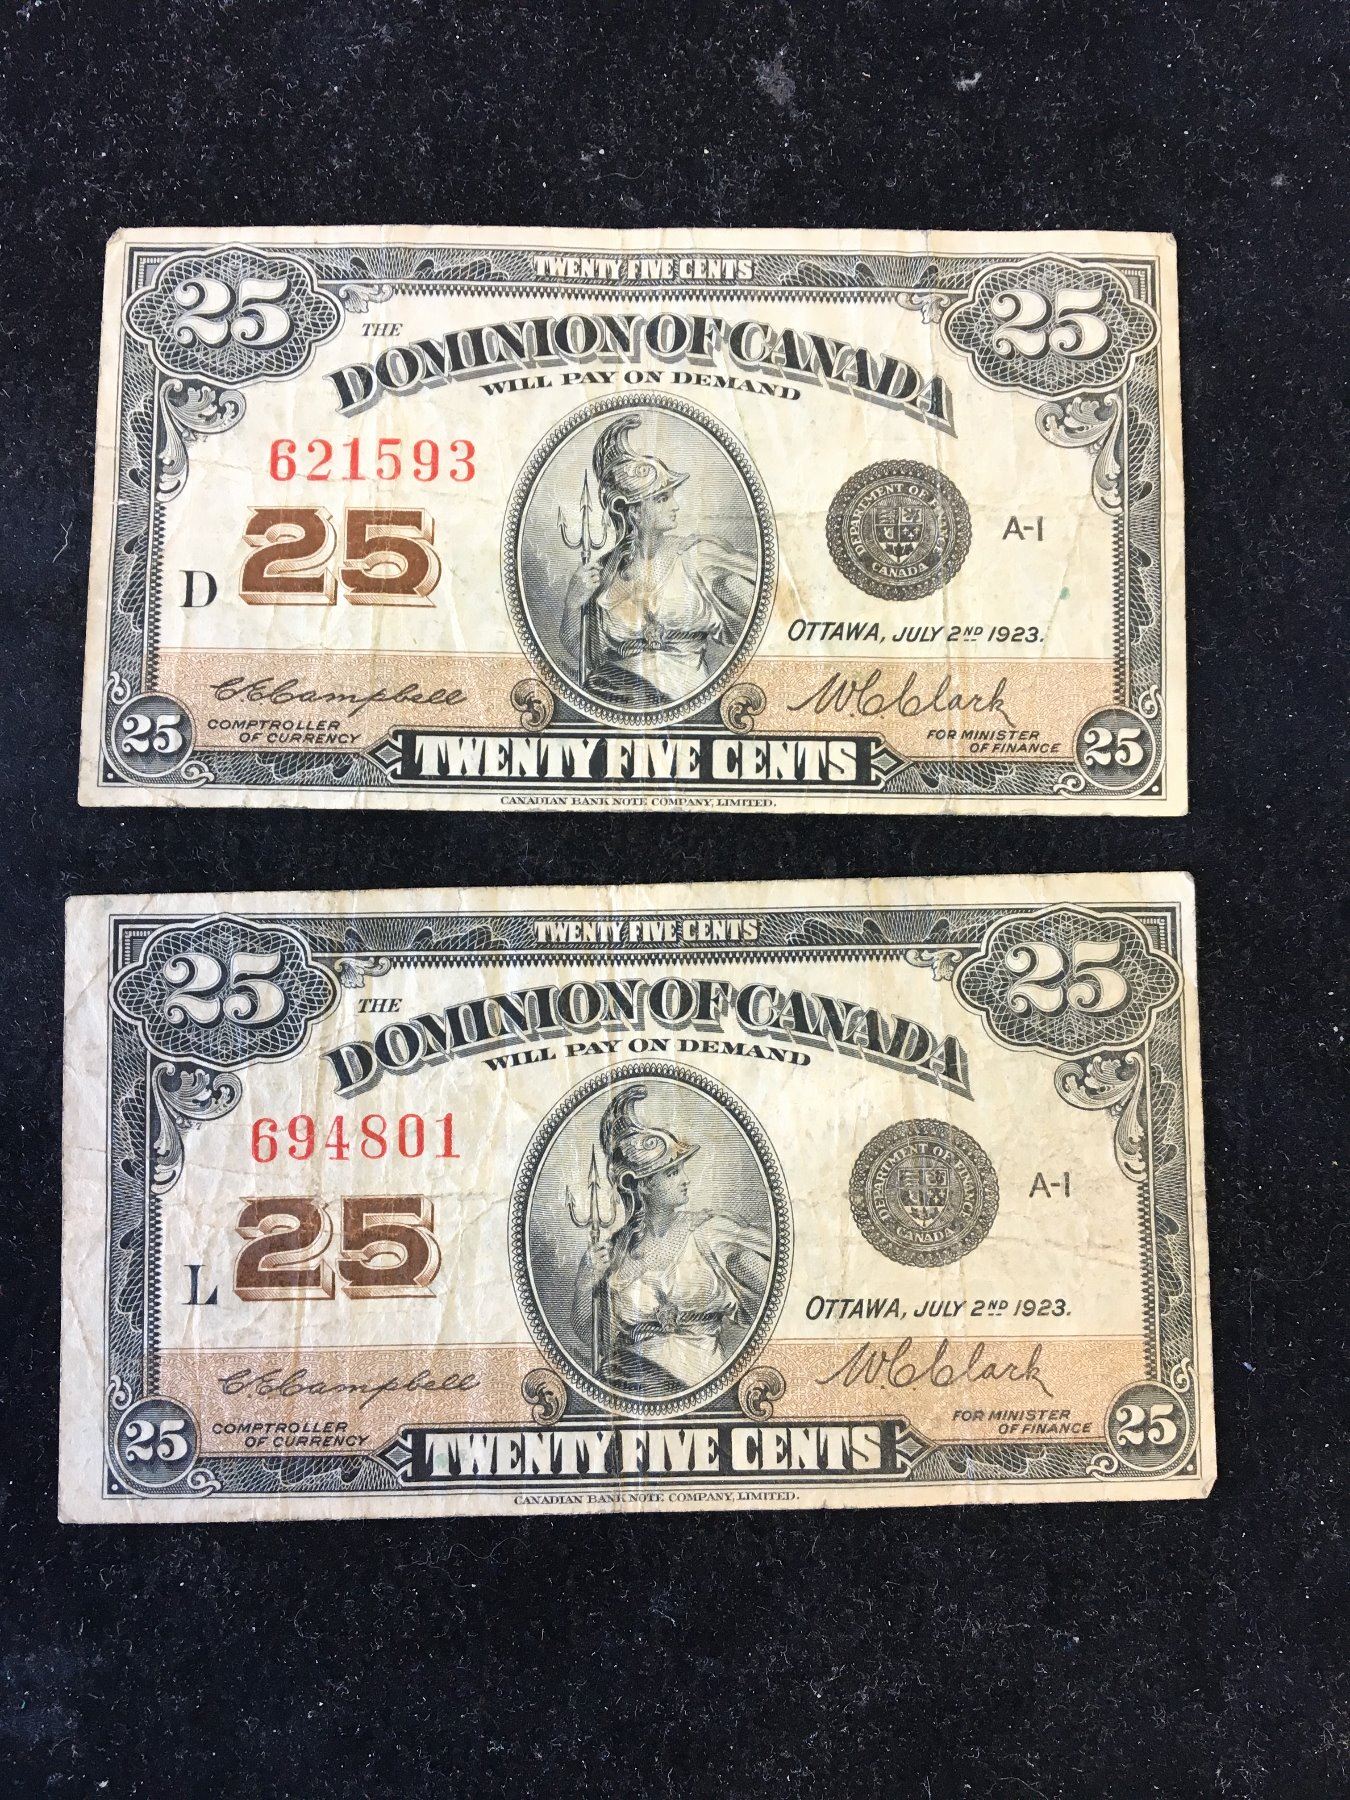 TWENTY FIVE CENTS
25 25
THE
DOMINION OF CANADA
WILL PAY ON DEMAND
621593
DEPARTMENT OF FINANCE
CANADA
A-1
D 25
OTTAWA, JULY 2ND 1923.
C E Campbell W.C. Clark
COMPTROLLER OF CURRENCY
FOR MINISTER OF FINANCE
25 TWENTY FIVE CENTS 25
CANADIAN BANK NOTE COMPANY, LIMITED.
TWENTY FIVE CENTS
25 25
THE
DOMINION OF CANADA
WILL PAY ON DEMAND
694801
DEPARTMENT OF FINANCE
CANADA
A-1
L 25
OTTAWA, JULY 2ND 1923.
C E Campbell W.C. Clark
COMPTROLLER OF CURRENCY
FOR MINISTER OF FINANCE
25 TWENTY FIVE CENTS 25
CANADIAN BANK NOTE COMPANY, LIMITED.